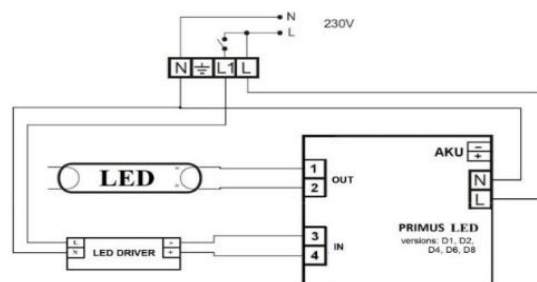 N
L
230V
N L1 L
LED
1
2
OUT
AKU
-
+
N
L
PRIMUS LED
versions: D1, D2,
D4, D6, D8
3
4
IN
L
N
LED DRIVER
-
+